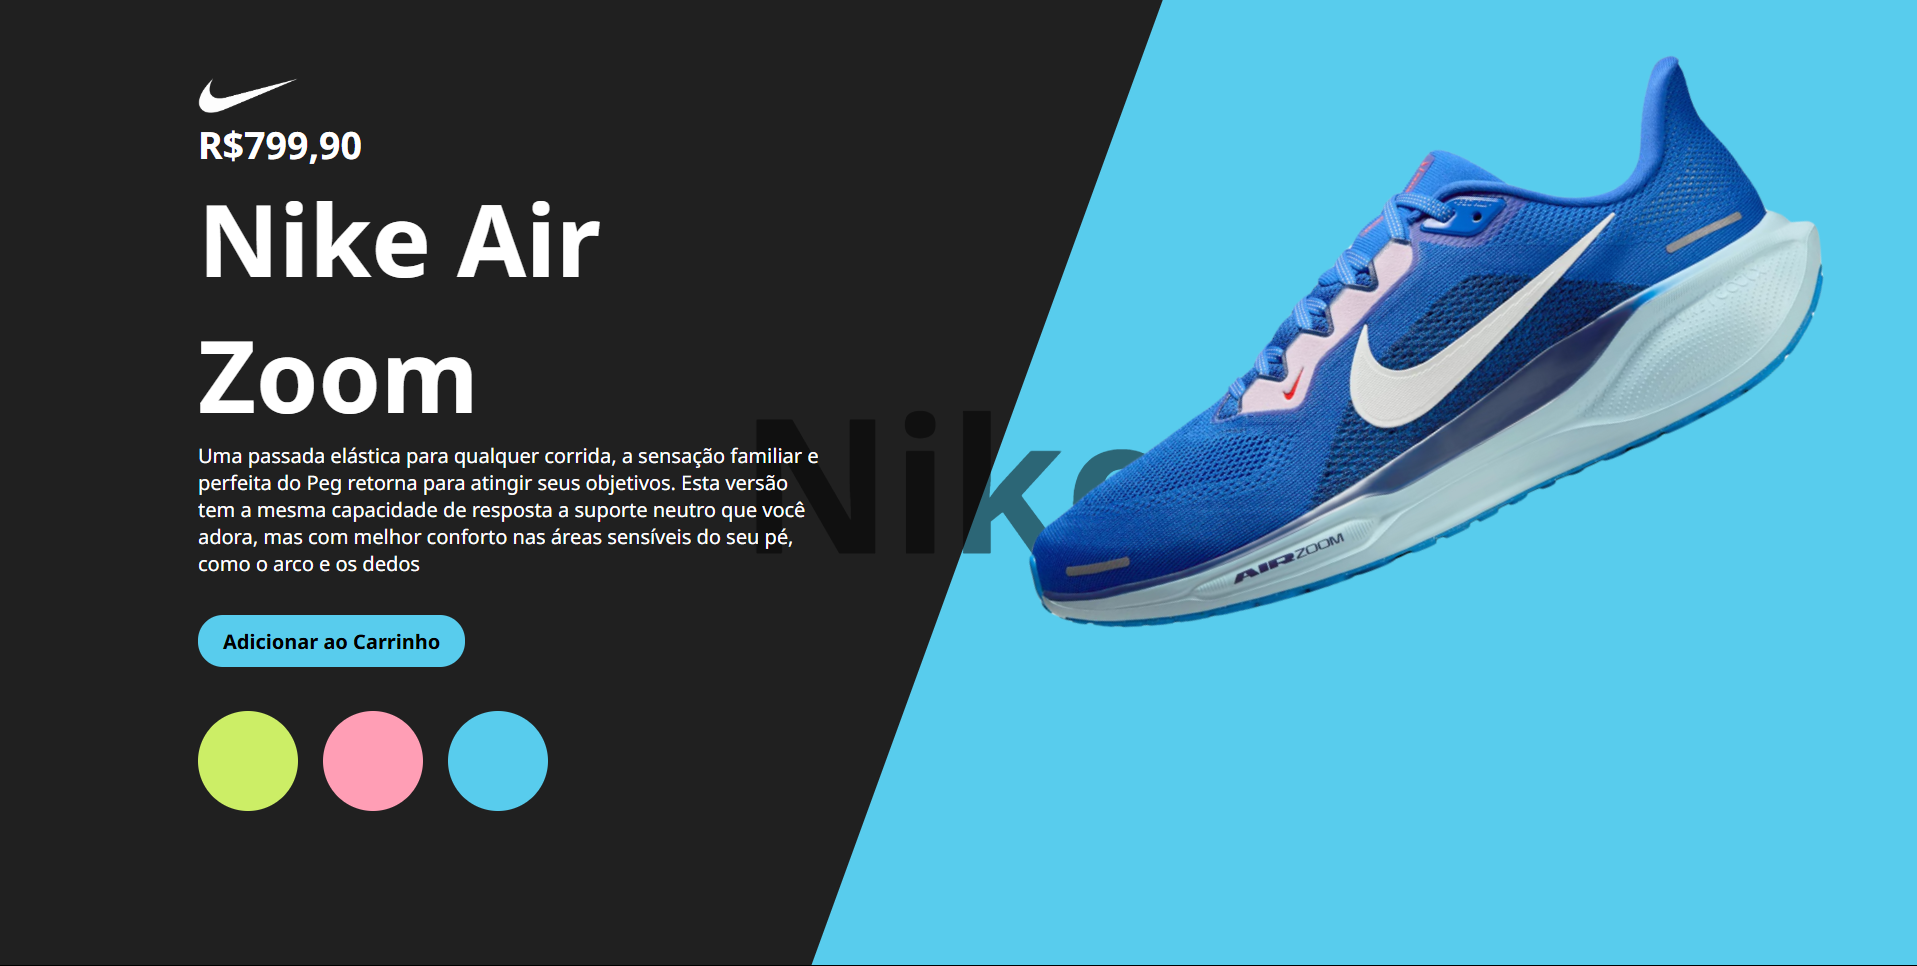 R$799,90
Nike Air
Zoom
Uma passada elástica para qualquer corrida, a sensação familiar e
perfeita do Peg retorna para atingir seus objetivos. Esta versão
tem a mesma capacidade de resposta a suporte neutro que você
adora, mas com melhor conforto nas áreas sensíveis do seu pé,
como o arco e os dedos
Adicionar ao Carrinho
Nike
AIR ZOOM